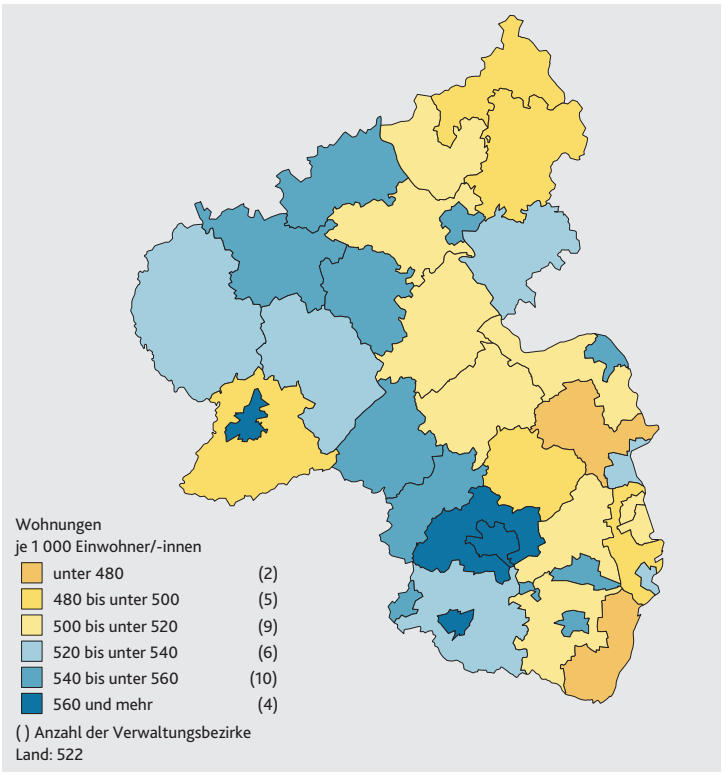 Wohnungen
je 1 000 Einwohner/-innen
unter 480 (2)
480 bis unter 500 (5)
500 bis unter 520 (9)
520 bis unter 540 (6)
540 bis unter 560 (10)
560 und mehr (4)
( ) Anzahl der Verwaltungsbezirke
Land: 522